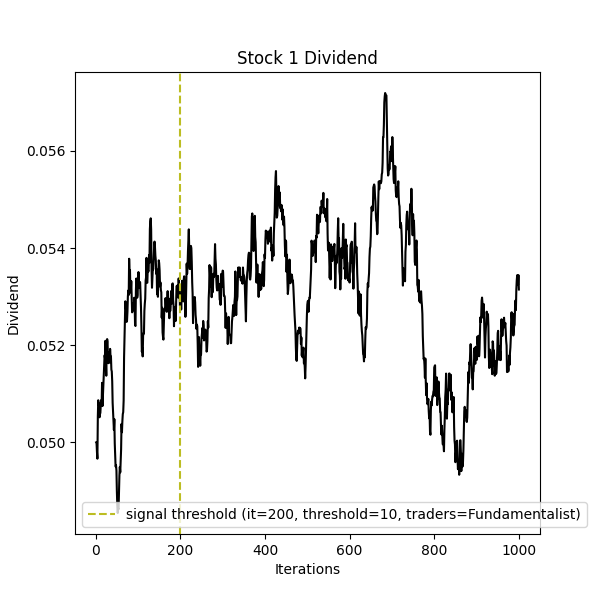 Stock 1 Dividend
0.056
0.054
0.052
0.050
Dividend
signal threshold (it=200, threshold=10, traders=Fundamentalist)
0 200 400 600 800 1000
Iterations